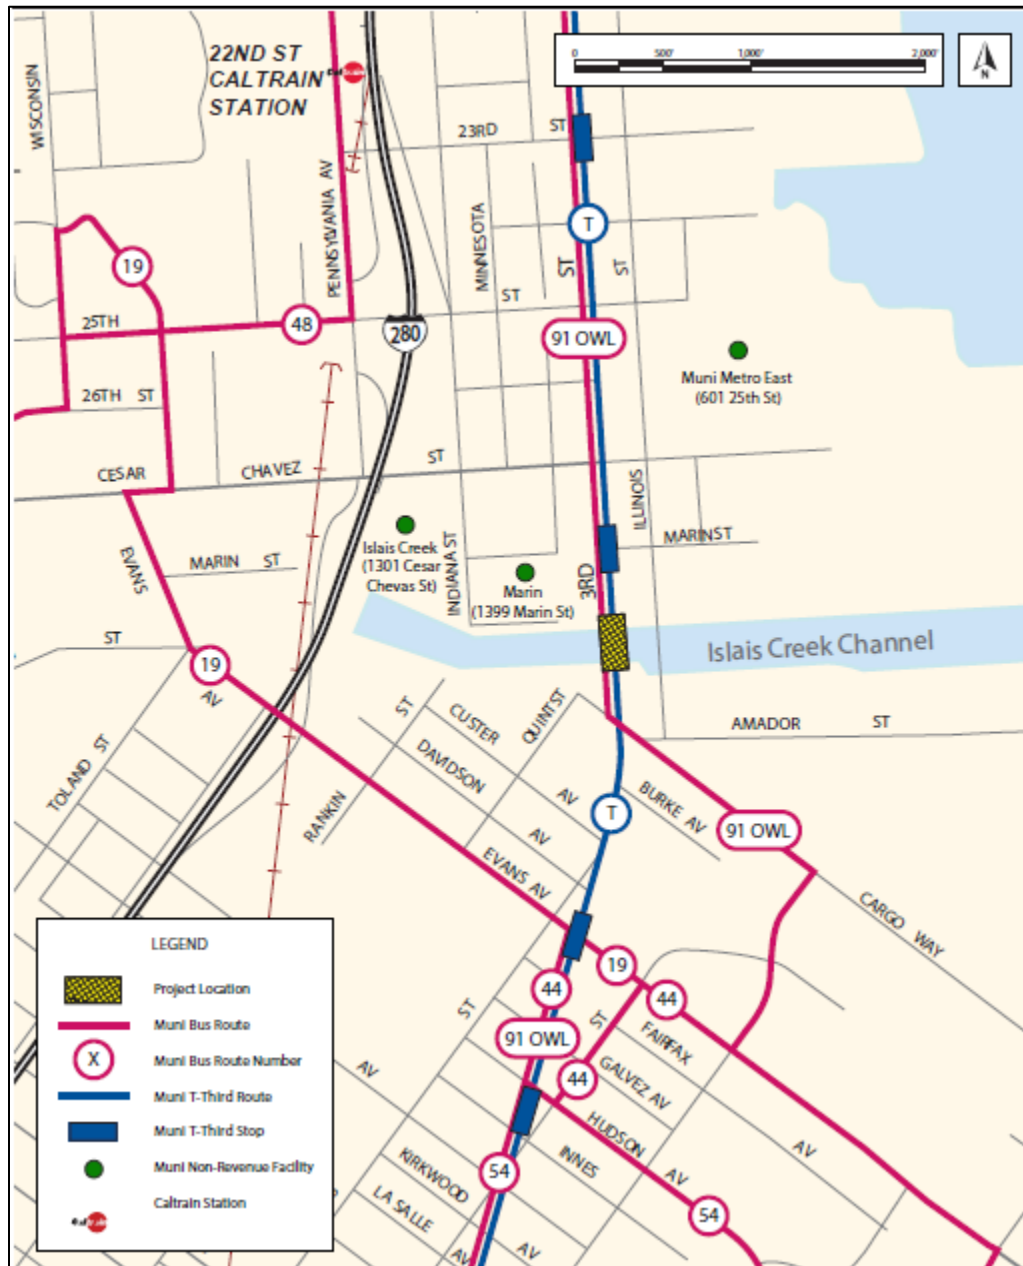 22ND ST
CALTRAIN
STATION
0 500' 1,000' 2,000'
N
WISCONSIN
23RD ST
PENNSYLVANIA AV
MINNESOTA
ST
ST
T
19
25TH
48
280
ST
91 OWL
Muni Metro East
(601 25th St)
26TH ST
CESAR CHAVEZ ST
ILLINOIS
EVANS
MARIN ST
Islais Creek
(1301 Cesar
Chevas St)
INDIANA ST
Marin
(1399 Marin St)
3RD
MARIN ST
ST
19
AV
Islais Creek Channel
AMADOR ST
TOLAND ST
RANKIN ST
CUSTER AV
QUINT ST
DAVIDSON AV
BURKE AV
T
91 OWL
EVANS AV
CARGO WAY
19
44
44
91 OWL
ST
ST
FAIRFAX AV
GALVEZ AV
44
HUDSON AV
INNES
AV
KIRKWOOD AV
LA SALLE AV
54
54
LEGEND
Project Location
Muni Bus Route
X Muni Bus Route Number
Muni T-Third Route
Muni T-Third Stop
Muni Non-Revenue Facility
Caltrain Station